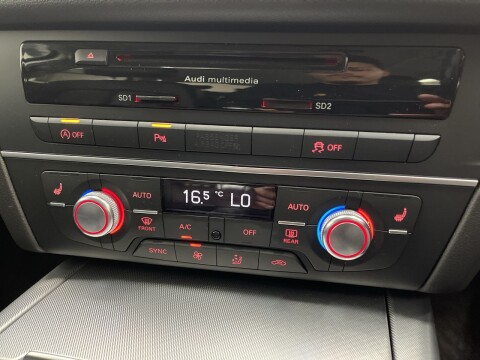 Audi multimedia
SD1
SD2
A OFF
P
OFF
AUTO
16.5 °C LO
AUTO
FRONT
A/C
OFF
REAR
SYNC